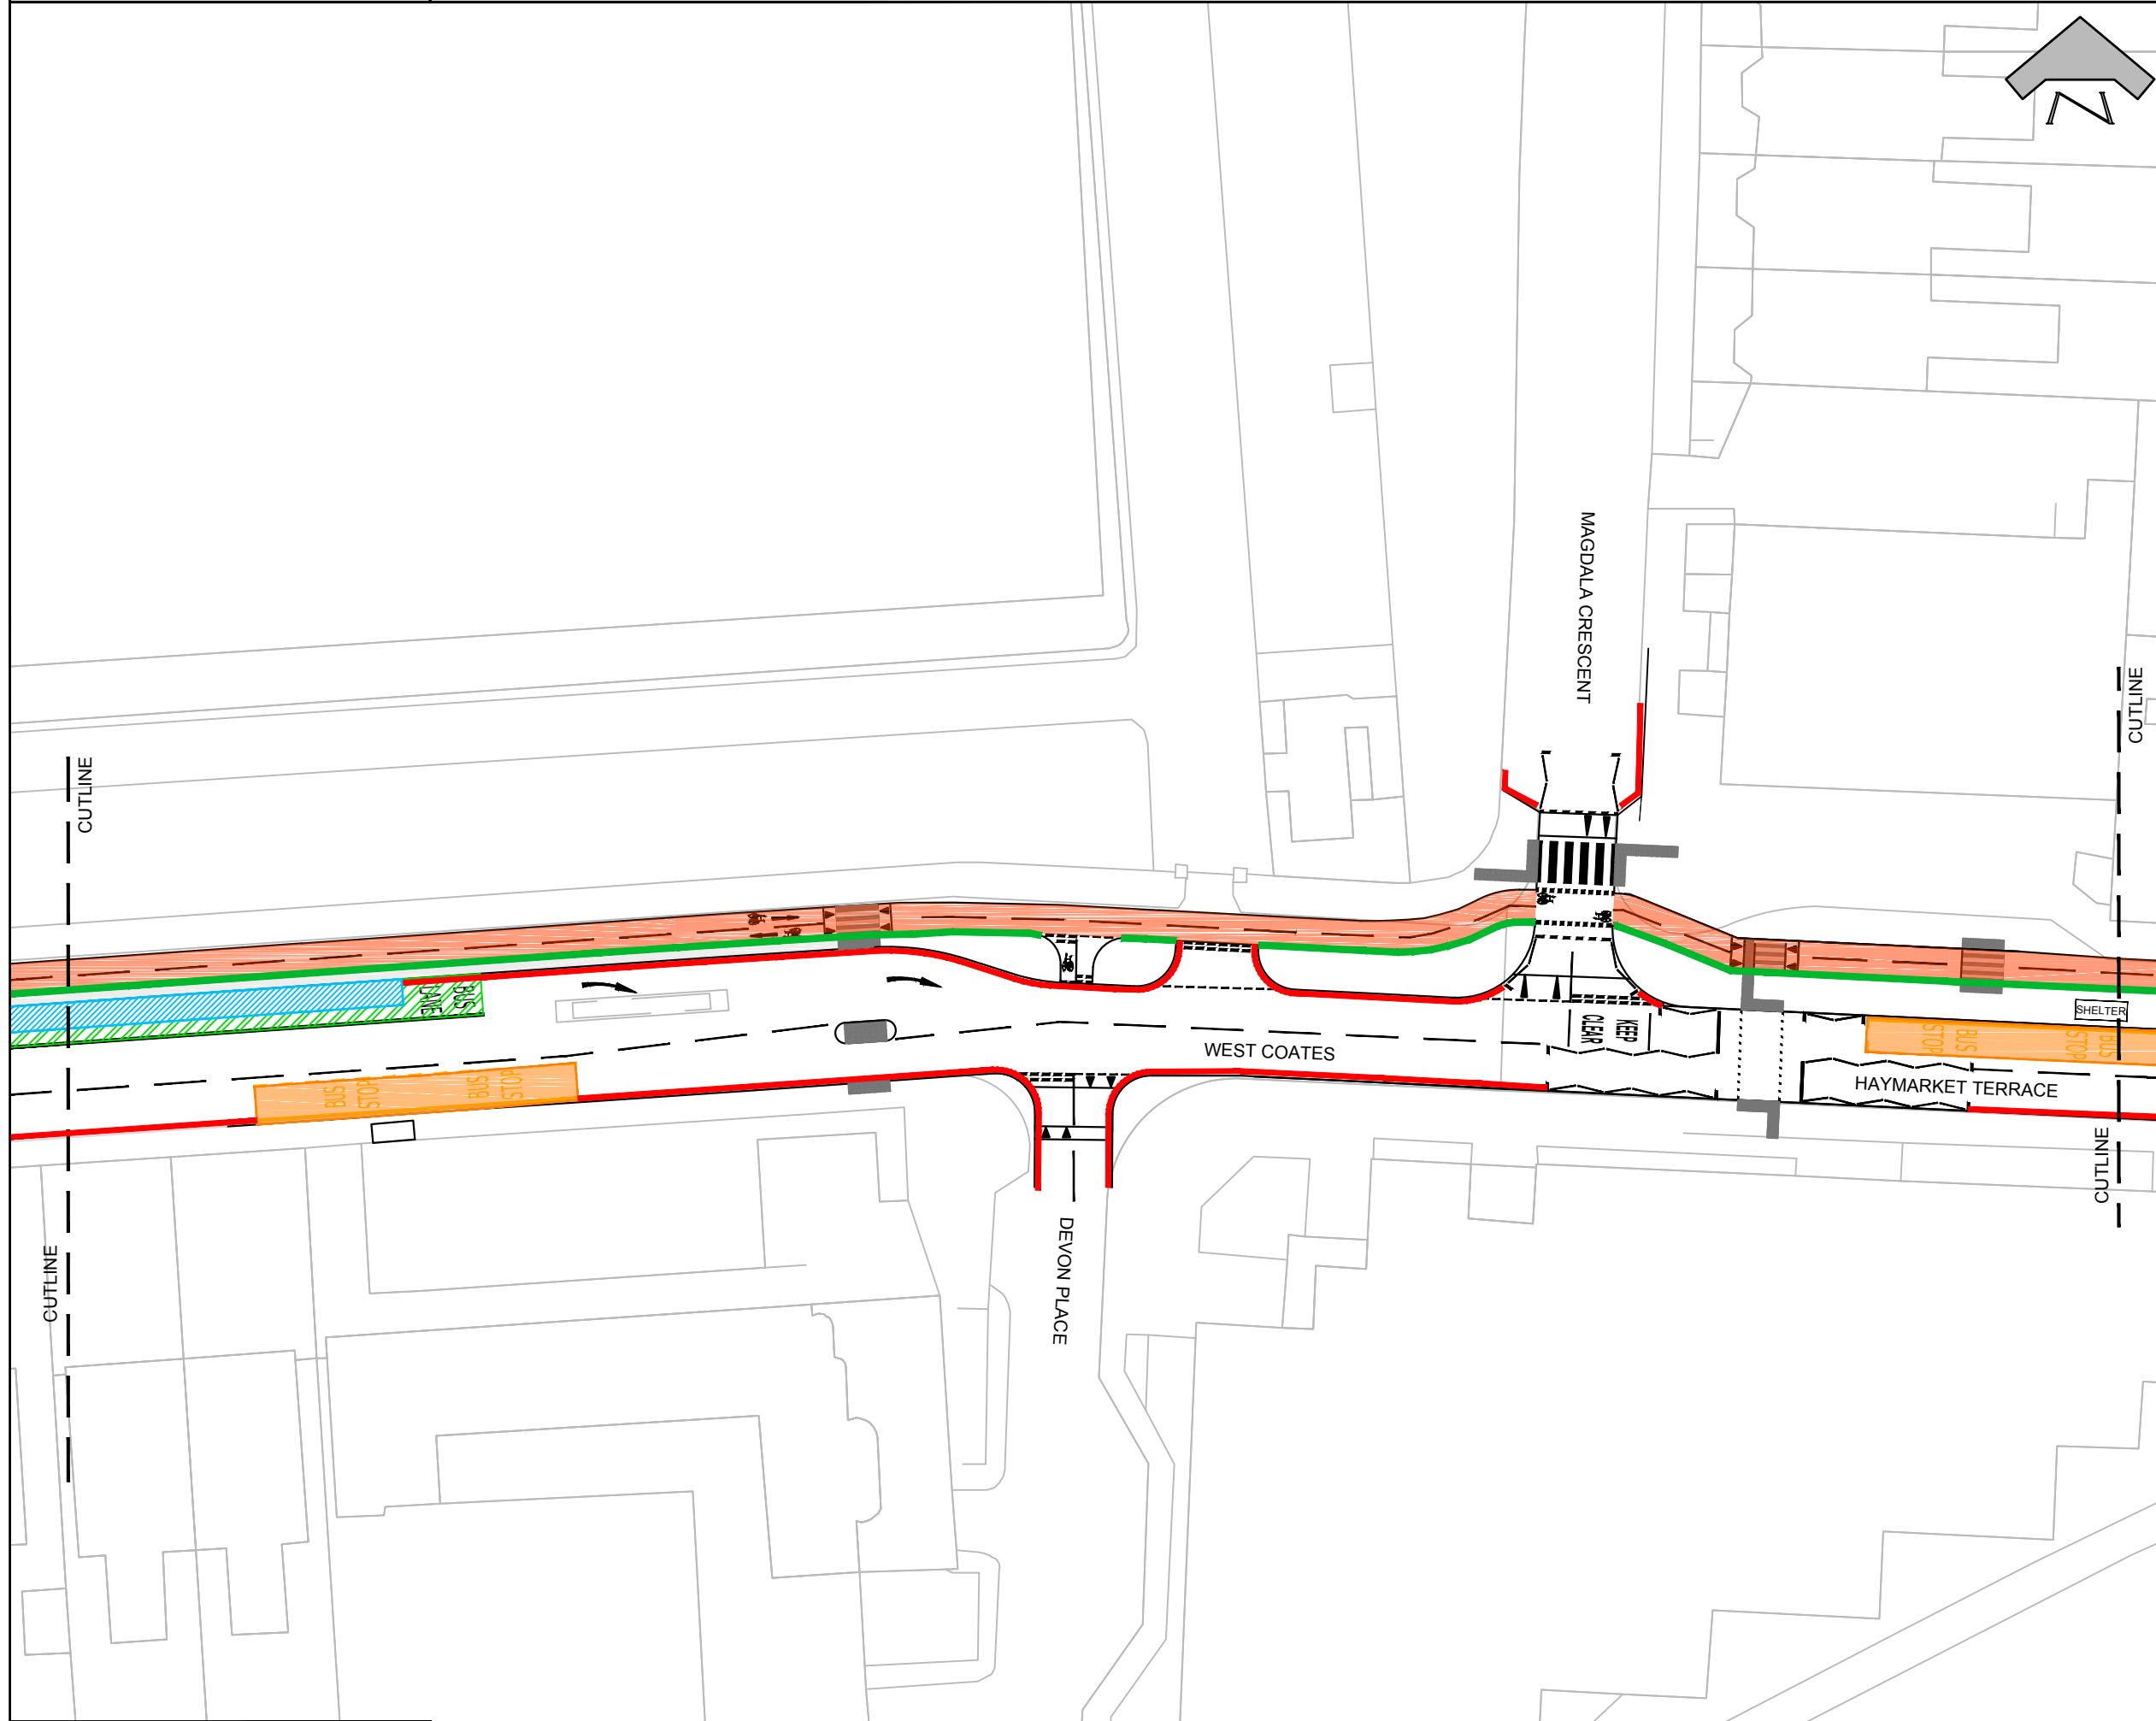 MAGDALA CRESCENT
CUTLINE
CUTLINE
BUS
LANE
SHELTER
KEEP
CLEAR
BUS
STOP
BUS
STOP
WEST COATES
HAYMARKET TERRACE
BUS
STOP
BUS
STOP
CUTLINE
DEVON PLACE
CUTLINE
N